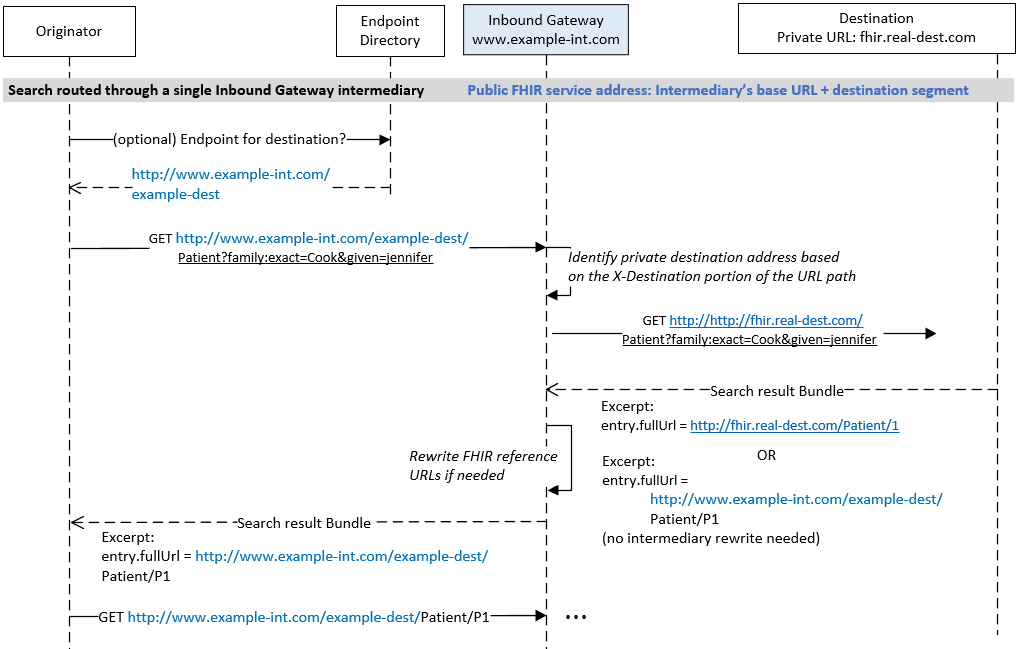 Originator
Endpoint
Directory
Inbound Gateway
www.example-int.com
Destination
Private URL: fhir.real-dest.com
Search routed through a single Inbound Gateway intermediary
Public FHIR service address: Intermediary's base URL + destination segment
(optional) Endpoint for destination?
http://www.example-int.com/
example-dest
GET http://www.example-int.com/example-dest/
Patient?family:exact=Cook&given=jennifer
Identify private destination address based
on the X-Destination portion of the URL path
GET http://http://fhir.real-dest.com/
Patient?family:exact=Cook&given=jennifer
Search result Bundle
Excerpt:
entry.fullUrl = http://fhir.real-dest.com/Patient/1
OR
Excerpt:
entry.fullUrl =
http://www.example-int.com/example-dest/
Patient/P1
(no intermediary rewrite needed)
Rewrite FHIR reference
URLs if needed
Search result Bundle
Excerpt:
entry.fullUrl = http://www.example-int.com/example-dest/
Patient/P1
GET http://www.example-int.com/example-dest/Patient/P1
...